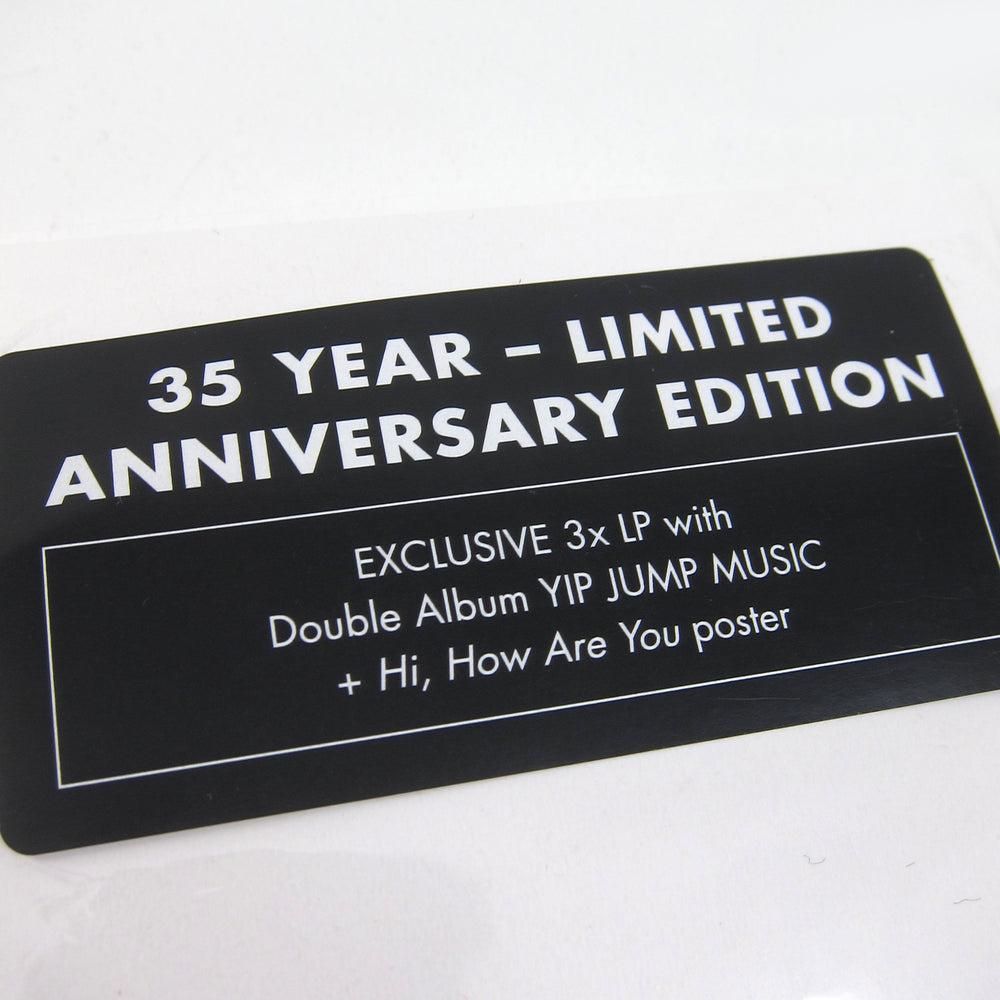 35 YEAR – LIMITED
ANNIVERSARY EDITION
EXCLUSIVE 3x LP with
Double Album YIP JUMP MUSIC
+ Hi, How Are You poster